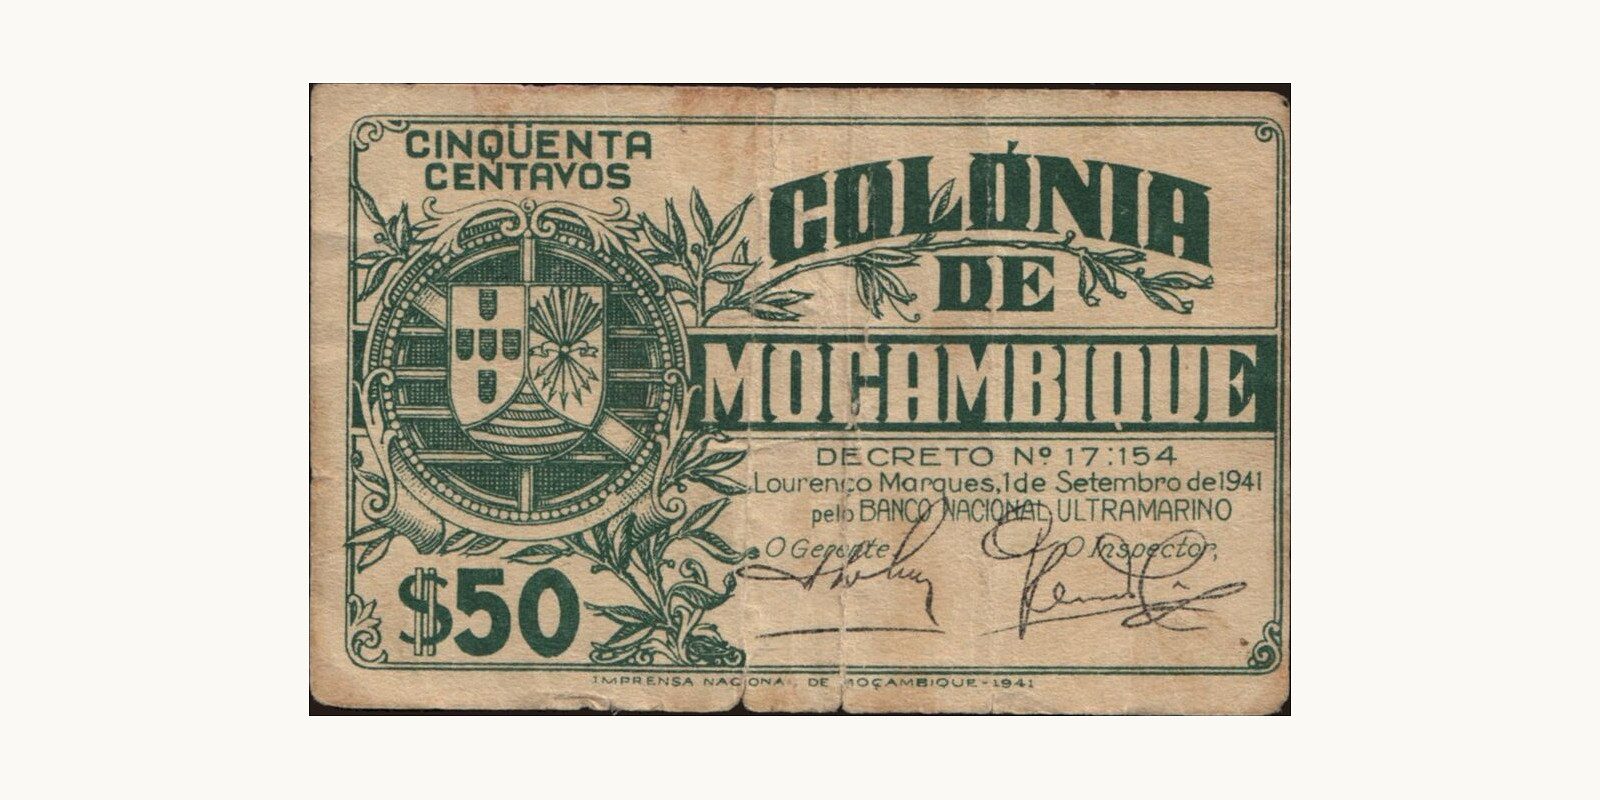 CINQÜENTA
CENTAVOS
COLÓNIA
DE
MOÇAMBIQUE
DECRETO Nº 17:154
Lourenço Marques, 1 de Setembro de 1941
pelo BANCO NACIONAL ULTRAMARINO
O Gerente, O Inspector,
$50
IMPRENSA NACIONAL DE MOÇAMBIQUE-1941